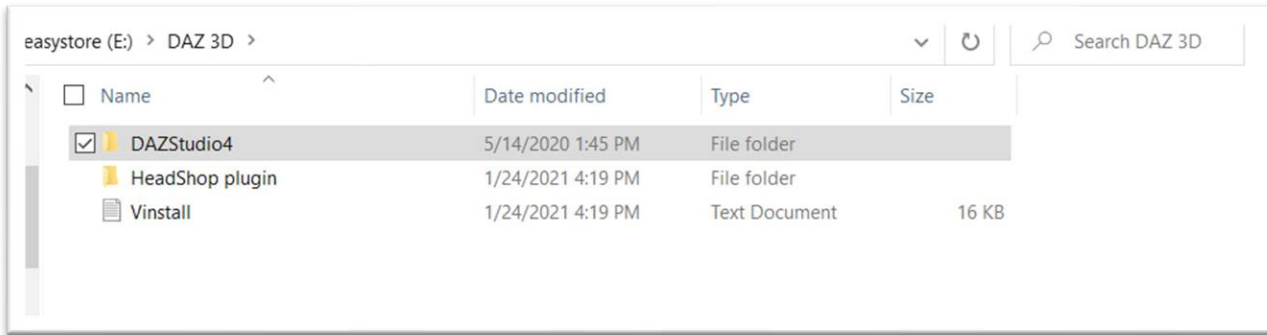 easystore (E:) > DAZ 3D > Search DAZ 3D
Name Date modified Type Size
DAZStudio4 5/14/2020 1:45 PM File folder
HeadShop plugin 1/24/2021 4:19 PM File folder
Vinstall 1/24/2021 4:19 PM Text Document 16 KB